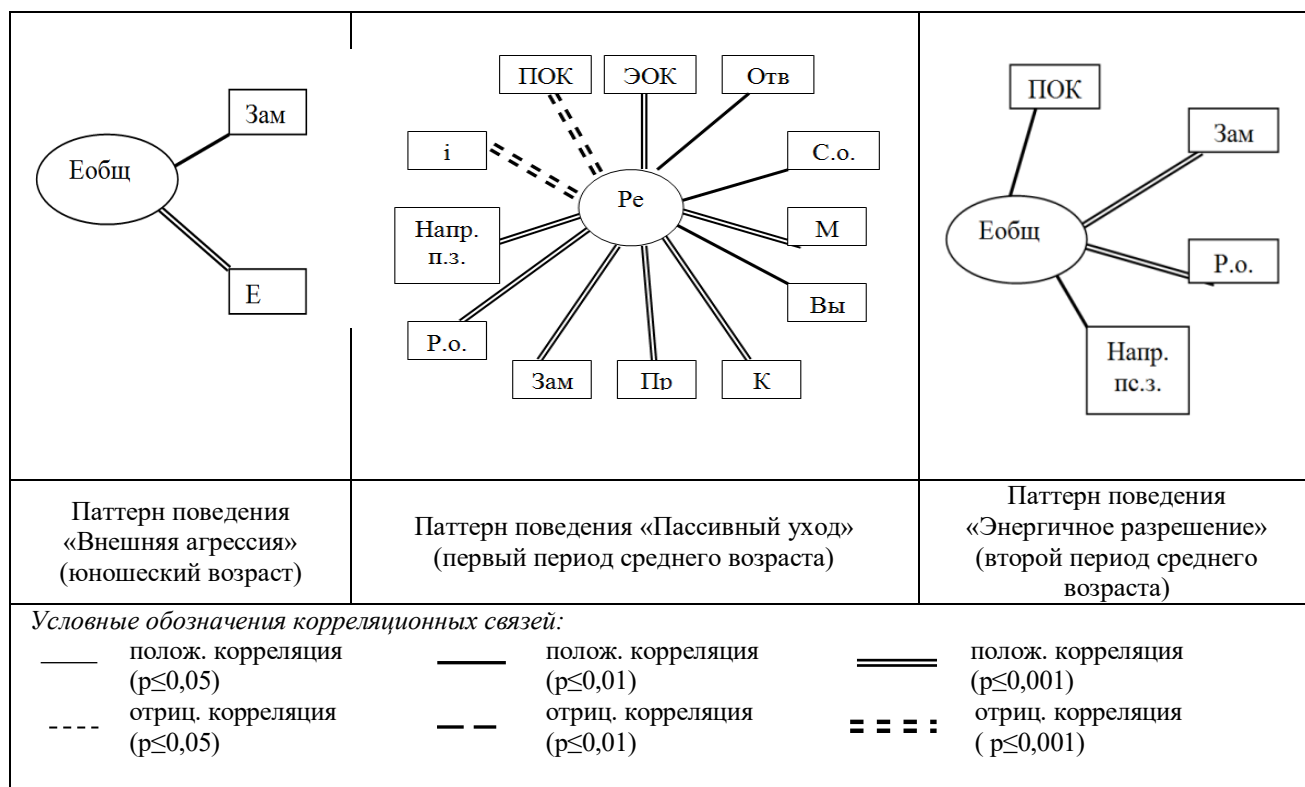 Зам
Еобщ
Е
ПОК
ЭОК
Отв
i
С.о.
Ре
Напр.
п.з.
М
Вы
Р.о.
Зам
Пр
К
ПОК
Зам
Еобщ
Р.о.
Напр.
пс.з.
Паттерн поведения
«Внешняя агрессия»
(юношеский возраст)
Паттерн поведения «Пассивный уход»
(первый период среднего возраста)
Паттерн поведения
«Энергичное разрешение»
(второй период среднего
возраста)
Условные обозначения корреляционных связей:
полож. корреляция
(p≤0,05)
полож. корреляция
(p≤0,01)
полож. корреляция
(p≤0,001)
отриц. корреляция
(p≤0,05)
отриц. корреляция
(p≤0,01)
отриц. корреляция
( p≤0,001)